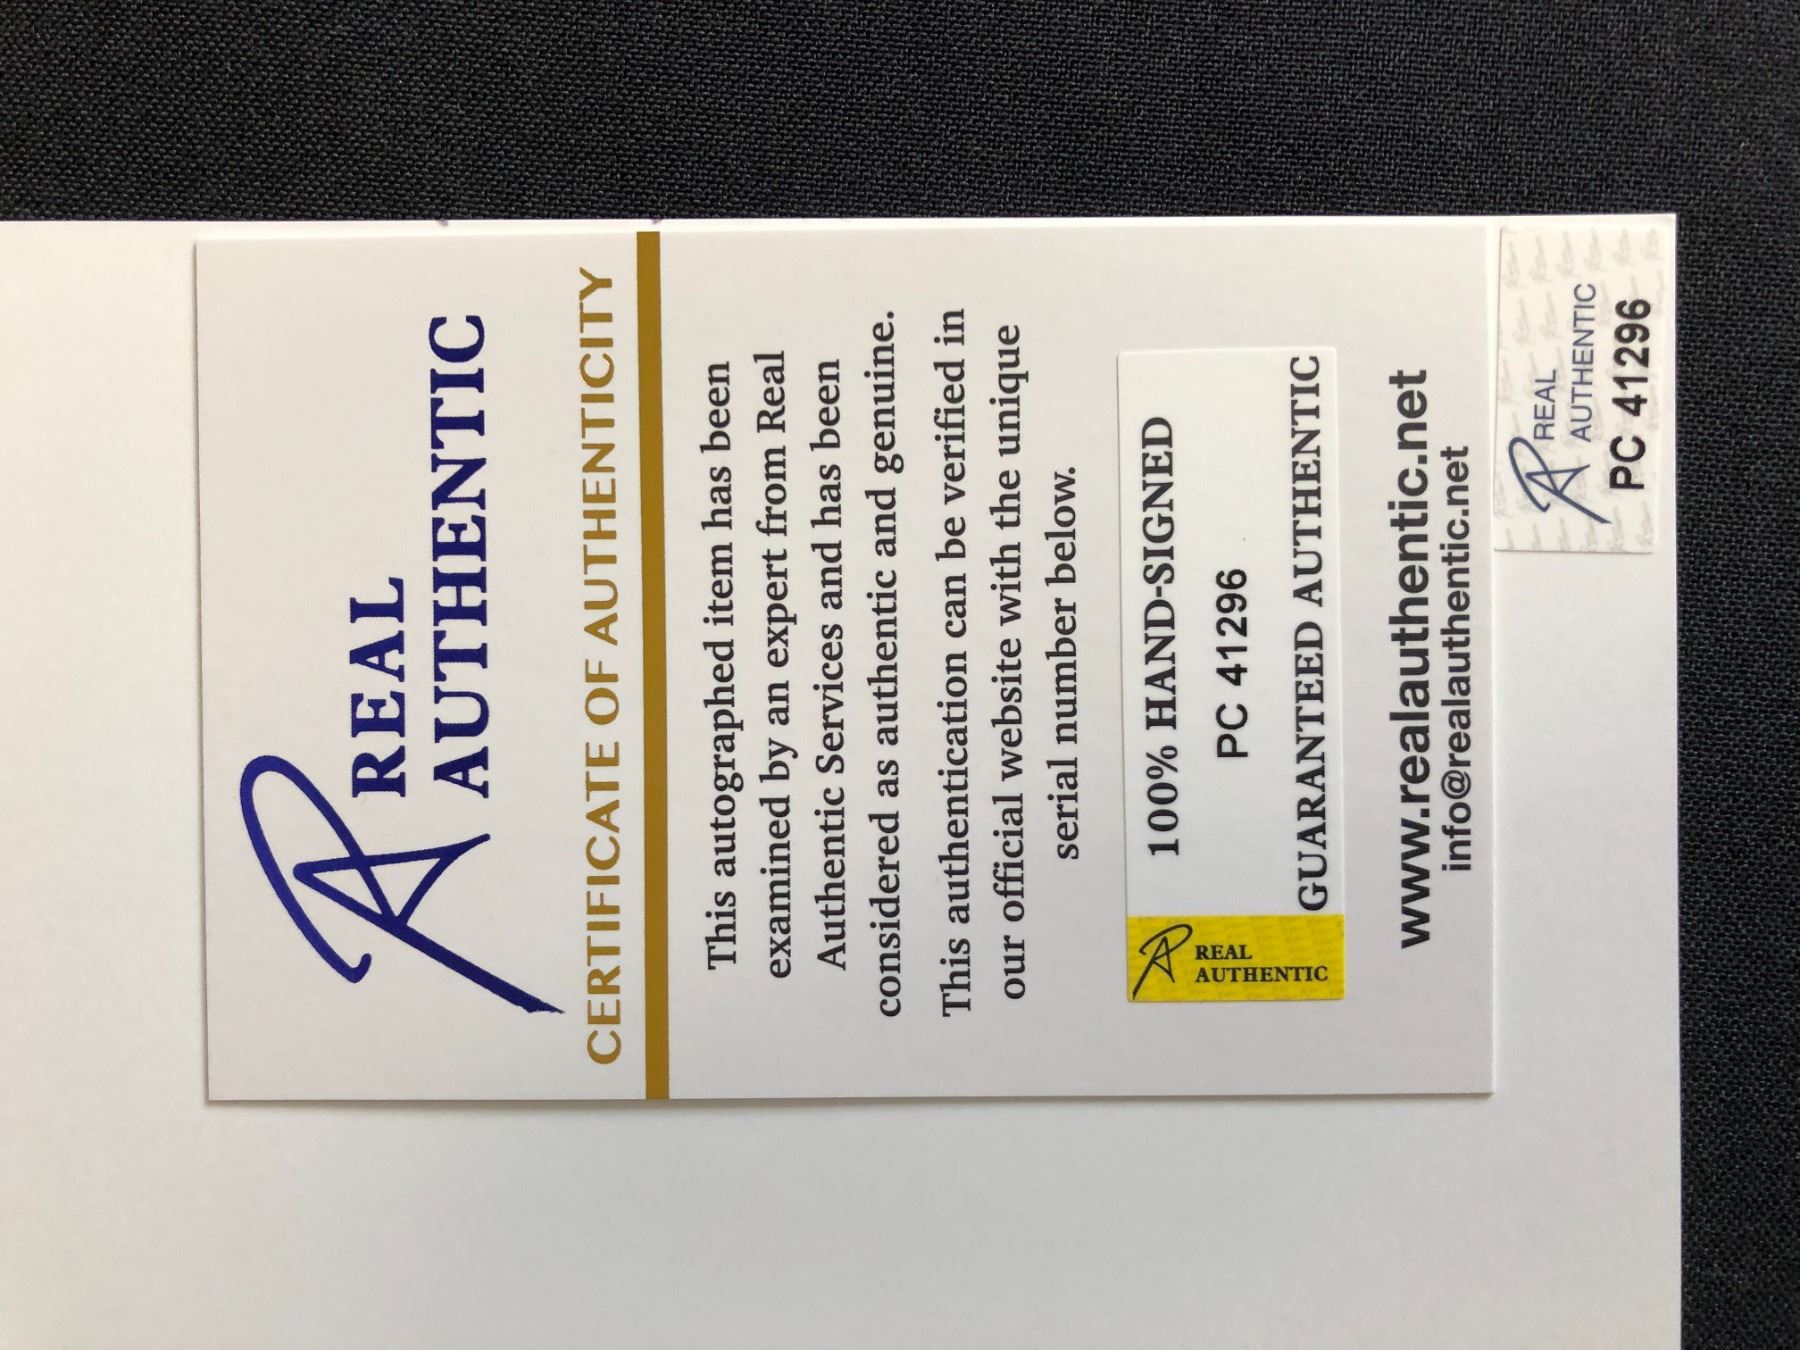 REAL
AUTHENTIC
CERTIFICATE OF AUTHENTICITY
This autographed item has been
examined by an expert from Real
Authentic Services and has been
considered as authentic and genuine.
This authentication can be verified in
our official website with the unique
serial number below.
REAL
AUTHENTIC
100% HAND-SIGNED
PC 41296
GUARANTEED AUTHENTIC
www.realauthentic.net
info@realauthentic.net
REAL
AUTHENTIC
PC 41296